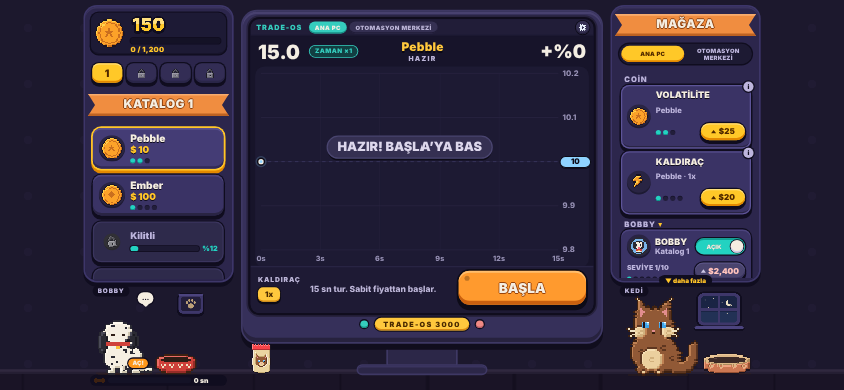 150
0 / 1,200
1
KATALOG 1
Pebble
$ 10
Ember
$ 100
Kilitli
%12
BOBBY
AÇI
0 sn
TRADE-OS
ANA PC
OTOMASYON MERKEZİ
15.0
ZAMAN ×1
Pebble
HAZIR
+%0
10.2
10.1
10
9.9
9.8
HAZIR! BAŞLA'YA BAS
0s
3s
6s
9s
12s
15s
KALDIRAÇ
1x
15 sn tur. Sabit fiyattan başlar.
BAŞLA
TRADE-OS 3000
MAĞAZA
ANA PC
OTOMASYON
MERKEZİ
COİN
VOLATİLİTE
Pebble
$25
KALDIRAÇ
Pebble · 1x
$20
BOBBY ▾
BOBBY
Katalog 1
AÇIK
SEVİYE 1/10
$2,400
▾ daha fazla
KEDİ